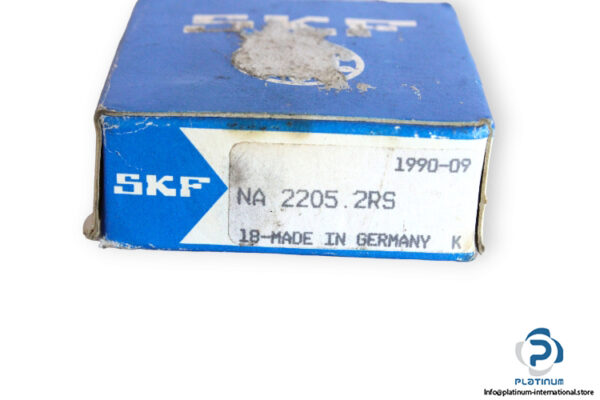 SKF
SKF
1990-09
NA 2205.2RS
18-MADE IN GERMANY K
PLATINUM
Info@platinum-international.store